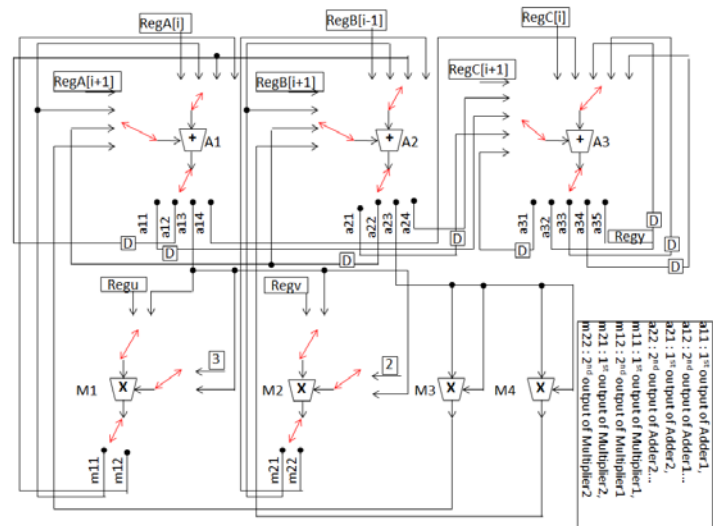 RegA[i]
RegB[i-1]
RegC[i]
RegA[i+1]
RegB[i+1]
RegC[i+1]
+
A1
+
A2
+
A3
a11
a12
a13
a14
a21
a22
a23
a24
a31
a32
a33
a34
a35
D
D
D
D
D
D
D
D
Regy
Regu
Regv
3
2
M1
X
M2
X
M3
X
M4
X
m11
m12
m21
m22
a11 : 1st output of Adder1,
a12 : 2nd output of Adder1...
a21 : 1st output of Adder2,
a22 : 2nd output of Adder2...
m11 : 1st output of Multiplier1,
m12 : 2nd output of Multiplier1
m21 : 1st output of Multiplier2,
m22 : 2nd output of Multiplier2